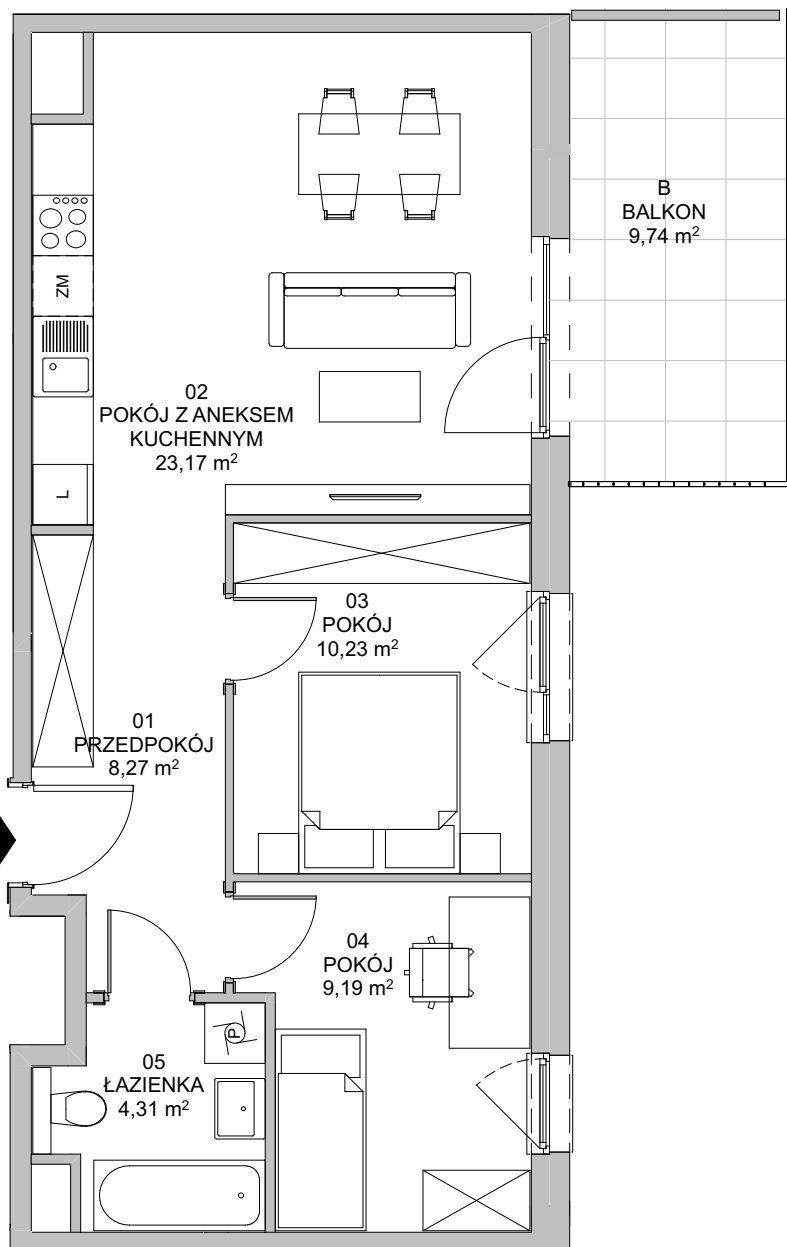 B
BALKON
9,74 m²
ZM
02
POKÓJ Z ANEKSEM
KUCHENNYM
23,17 m²
L
03
POKÓJ
10,23 m²
01
PRZEDPOKÓJ
8,27 m²
04
POKÓJ
9,19 m²
P
05
ŁAZIENKA
4,31 m²